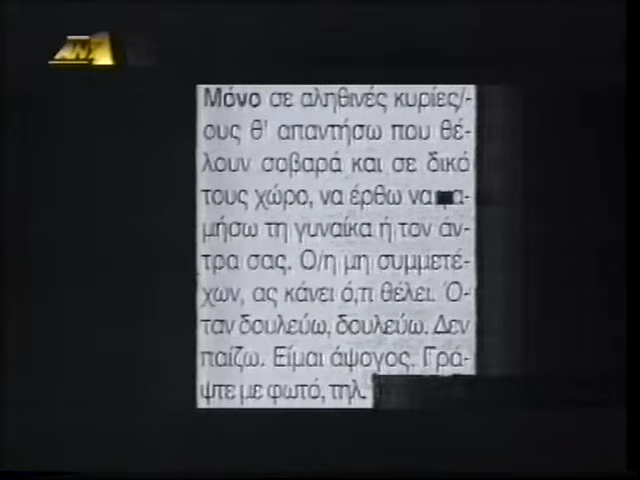 ΑΝΤ1
Μόνο σε αληθινές κυρίες/-
ους θ' απαντήσω που θέ-
λουν σοβαρά και σε δικό
τους χώρο, να έρθω να α-
μήσω τη γυναίκα ή τον άν-
τρα σας. Ο/η μη συμμετέ-
χων, ας κάνει ό,τι θέλει. Ό-
ταν δουλεύω, δουλεύω. Δεν
παίζω. Είμαι άψογος. Γρά-
ψτε με φωτό, τηλ.